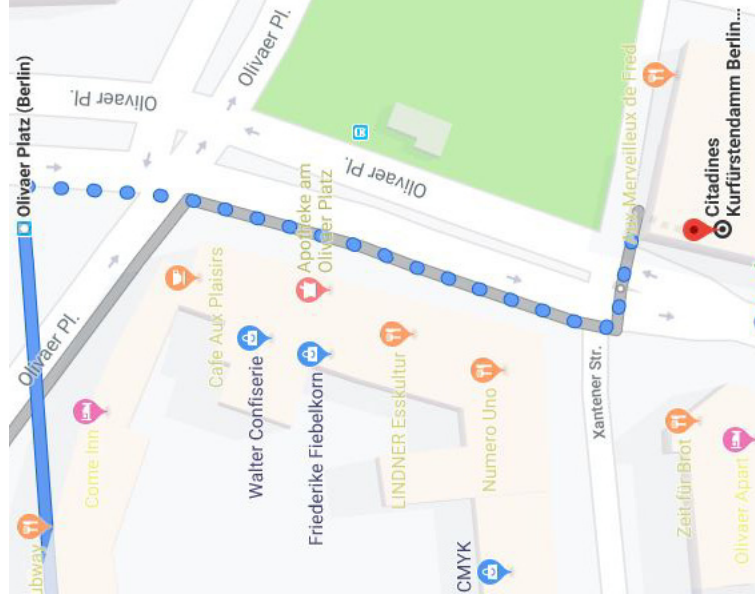 Olivaer Platz (Berlin)
ubway
Olivaer Pl.
Come Inn
Olivaer Pl.
Olivaer Pl.
Olivaer Pl.
Cafe Aux Plaisirs
Walter Confiserie
Apotheke am
Olivaer Platz
Friederike Fiebelkorn
Olivaer Pl.
LINDNER Esskultur
Numero Uno
CMYK
Xantener Str.
Aux Merveilleux de Fred
Zeit für Brot
Citadines
Kurfürstendamm Berlin...
Olivaer Apart